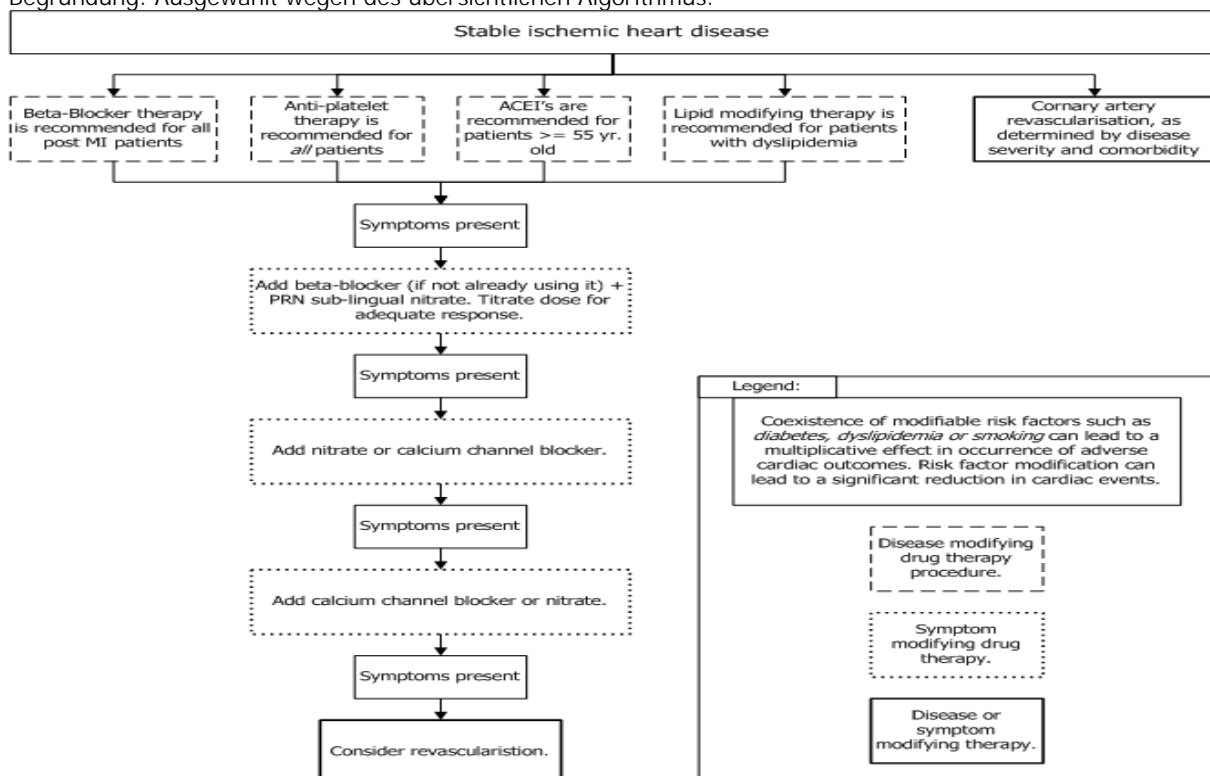 Begründung: Ausgewählt wegen des übersichtlichen Algorithmus.
Stable ischemic heart disease
Beta-Blocker therapy
is recommended for all
post MI patients
Anti-platelet
therapy is
recommended for
all patients
ACEI's are
recommended for
patients >= 55 yr.
old
Lipid modifying therapy is
recommended for patients
with dyslipidemia
Cornary artery
revascularisation, as
determined by disease
severity and comorbidity
Symptoms present
Add beta-blocker (if not already using it) +
PRN sub-lingual nitrate. Titrate dose for
adequate response.
Symptoms present
Add nitrate or calcium channel blocker.
Symptoms present
Add calcium channel blocker or nitrate.
Symptoms present
Consider revascularistion.
Legend:
Coexistence of modifiable risk factors such as
diabetes, dyslipidemia or smoking can lead to a
multiplicative effect in occurrence of adverse
cardiac outcomes. Risk factor modification can
lead to a significant reduction in cardiac events.
Disease modifying
drug therapy
procedure.
Symptom
modifying drug
therapy.
Disease or
symptom
modifying therapy.